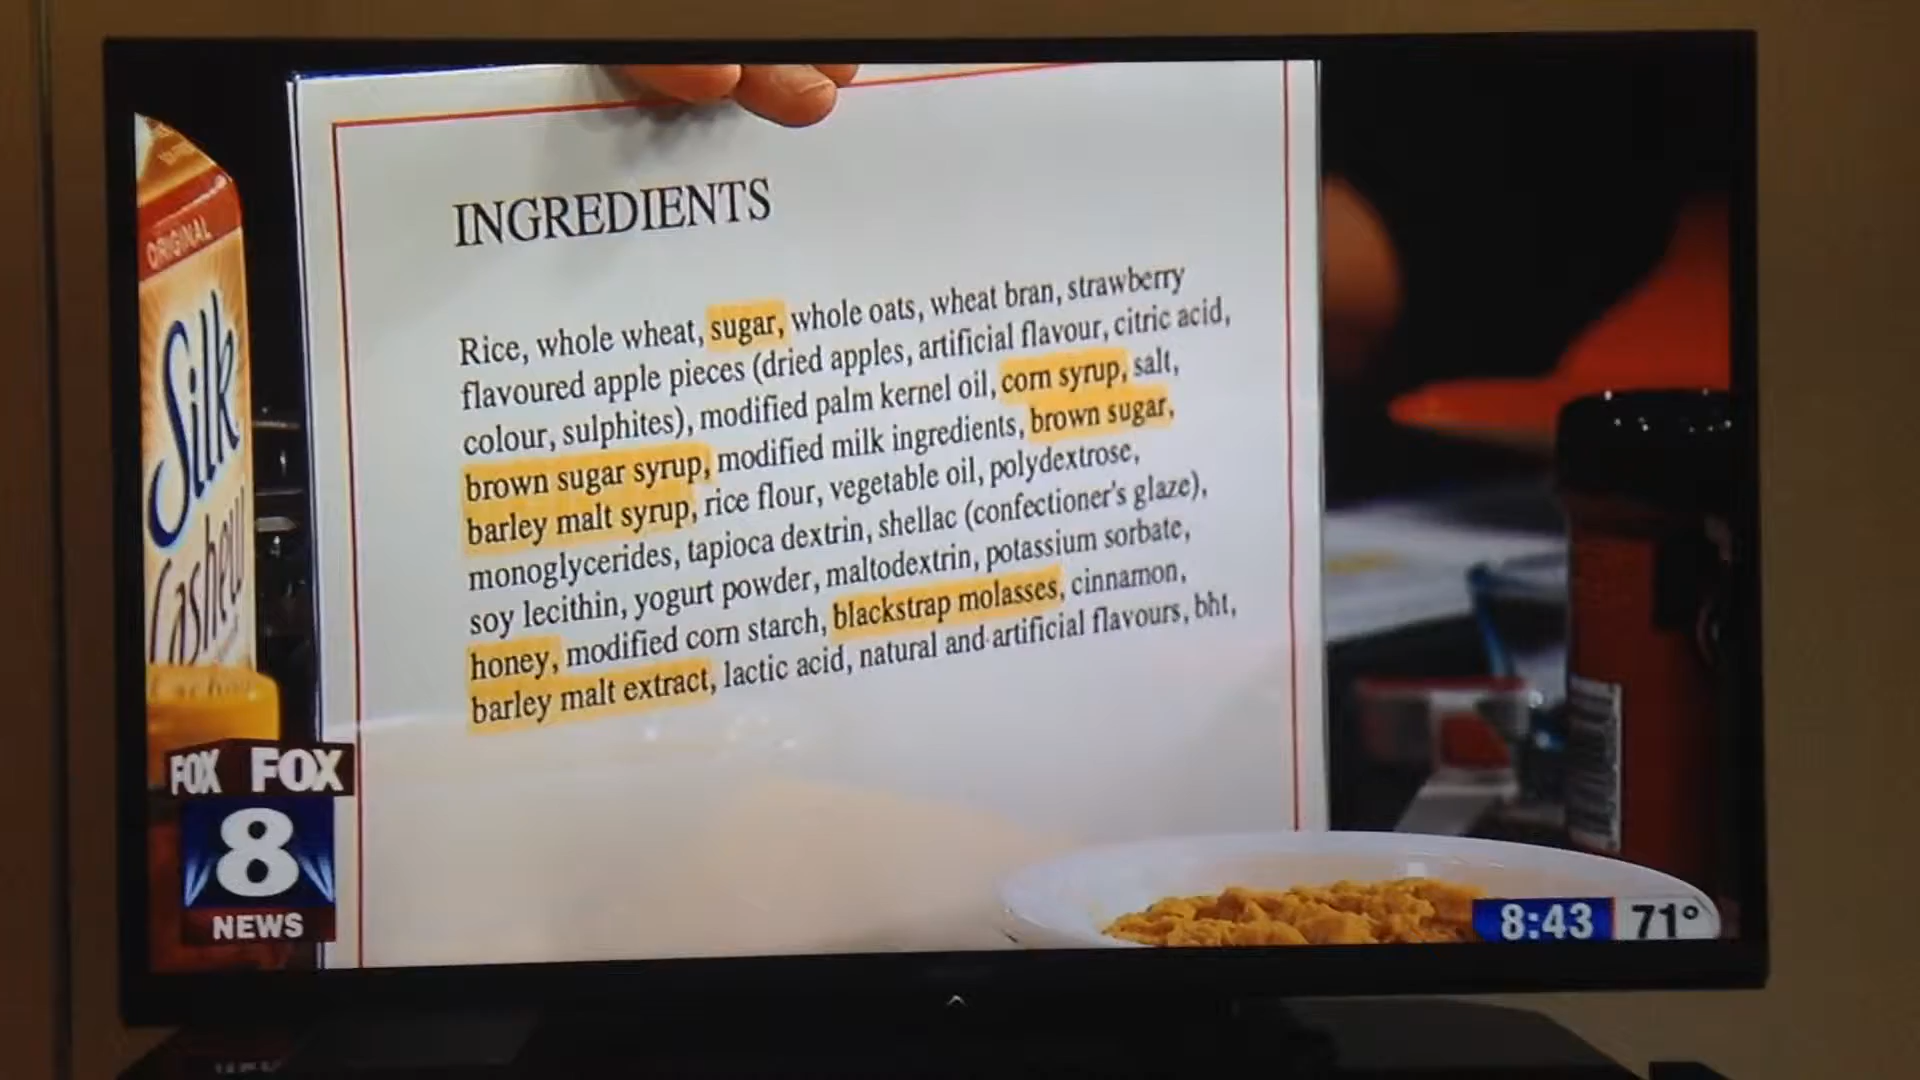 ORIGINAL
Silk
Cashew
INGREDIENTS
Rice, whole wheat, sugar, whole oats, wheat bran, strawberry
flavoured apple pieces (dried apples, artificial flavour, citric acid,
colour, sulphites), modified palm kernel oil, corn syrup, salt,
brown sugar syrup, modified milk ingredients, brown sugar,
barley malt syrup, rice flour, vegetable oil, polydextrose,
monoglycerides, tapioca dextrin, shellac (confectioner's glaze),
soy lecithin, yogurt powder, maltodextrin, potassium sorbate,
honey, modified corn starch, blackstrap molasses, cinnamon,
barley malt extract, lactic acid, natural and artificial flavours, bht,
FOX FOX
8
NEWS
8:43 71°